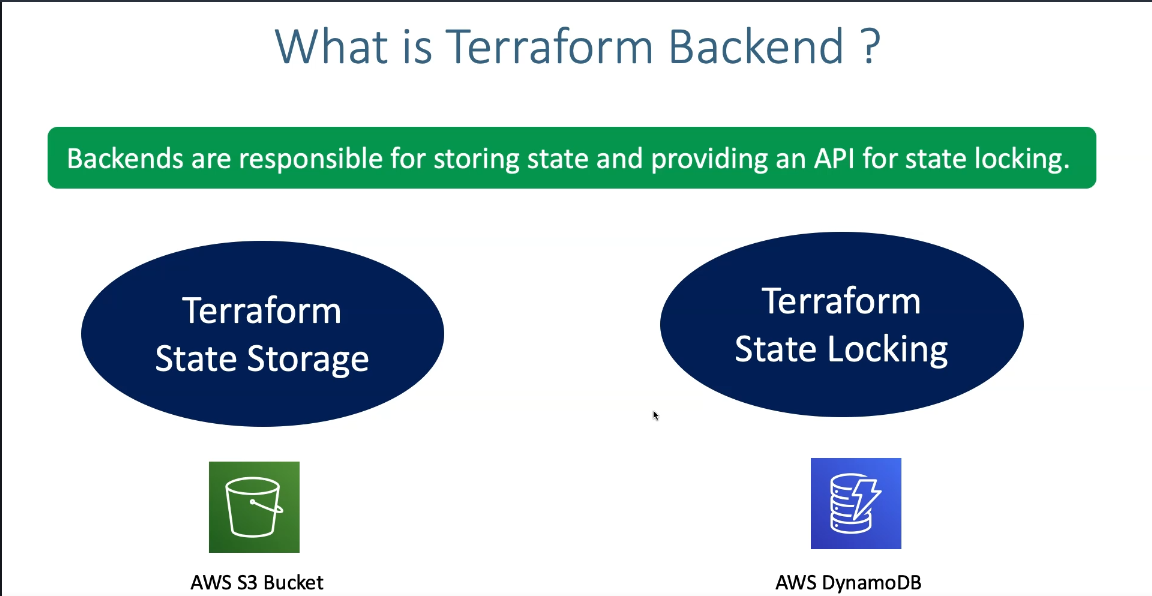 What is Terraform Backend ?
Backends are responsible for storing state and providing an API for state locking.
Terraform
State Storage
Terraform
State Locking
AWS S3 Bucket
AWS DynamoDB